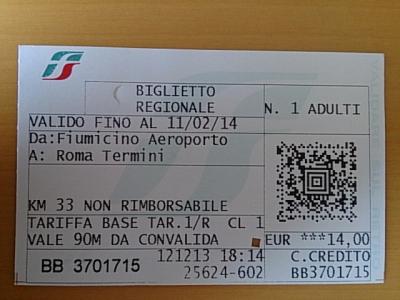 BIGLIETTO
REGIONALE
N. 1 ADULTI
VALIDO FINO AL 11/02/14
Da:Fiumicino Aeroporto
A: Roma Termini
KM 33 NON RIMBORSABILE
TARIFFA BASE TAR.1/R CL 1
VALE 90M DA CONVALIDA
EUR ***14,00
BB 3701715
121213 18:14
C.CREDITO
25624-602
BB3701715